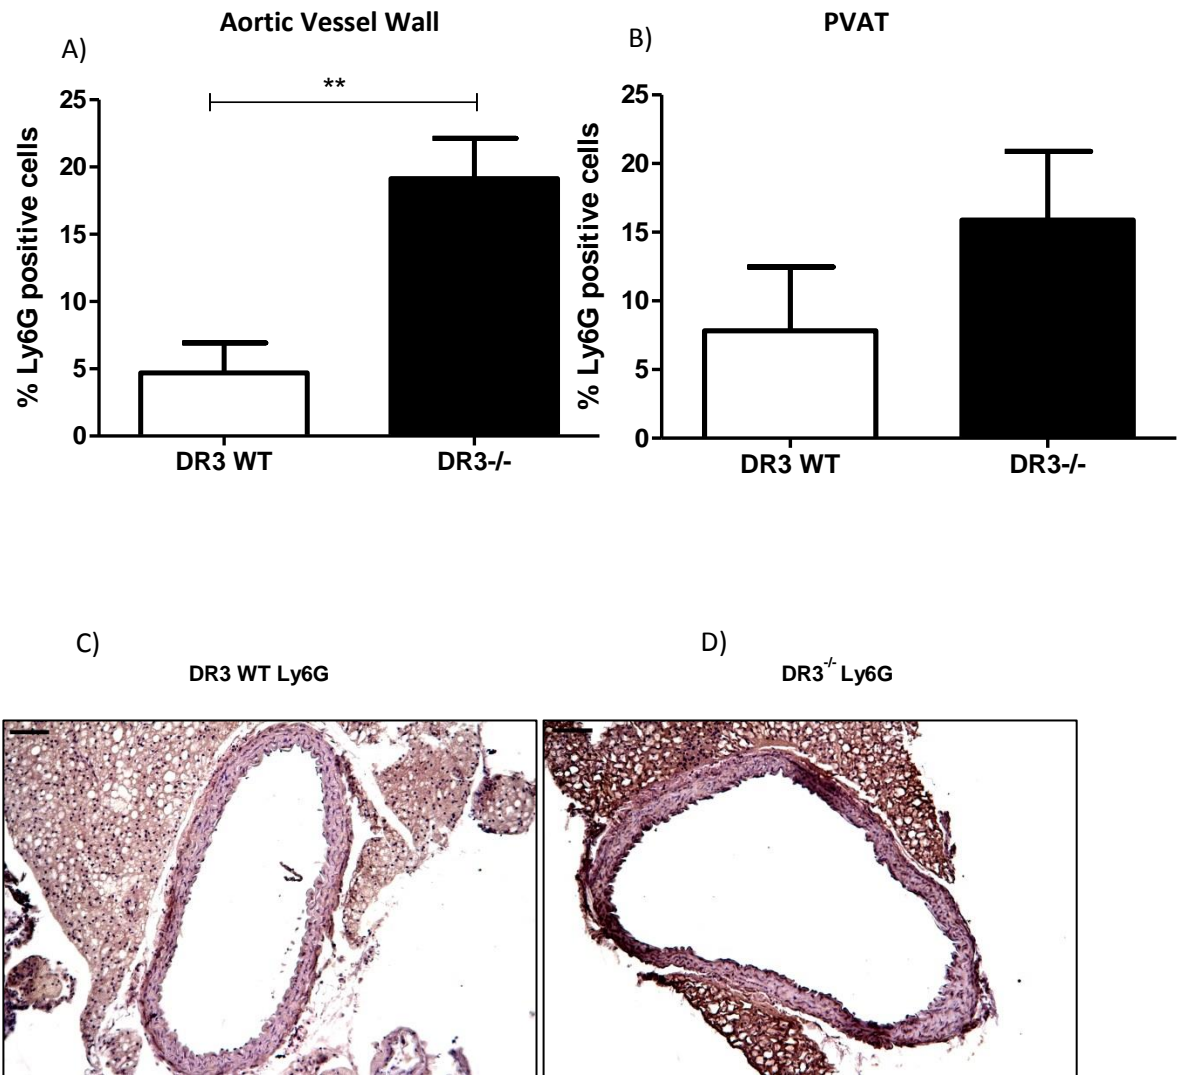 Aortic Vessel Wall
A)
**
% Ly6G positive cells
25
20
15
10
5
0
DR3 WT DR3-/-
PVAT
B)
% Ly6G positive cells
25
20
15
10
5
0
DR3 WT DR3-/-
C)
DR3 WT Ly6G
D)
DR3-/- Ly6G